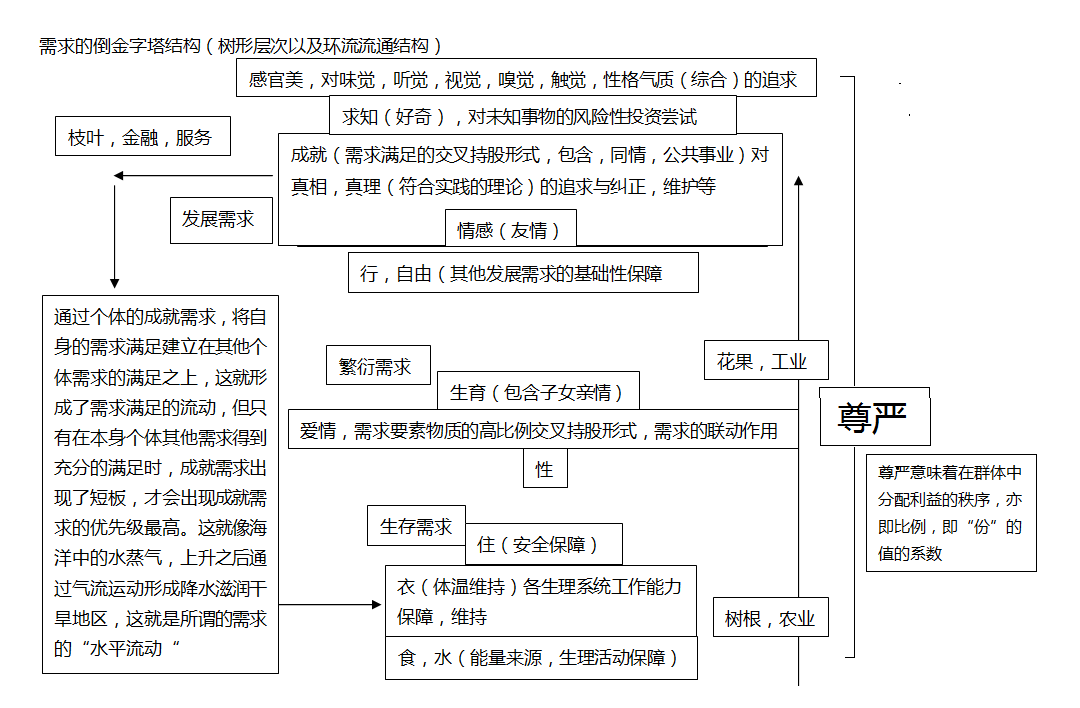 需求的倒金字塔结构（树形层次以及环流流通结构）
感官美，对味觉，听觉，视觉，嗅觉，触觉，性格气质（综合）的追求
求知（好奇），对未知事物的风险性投资尝试
枝叶，金融，服务
成就（需求满足的交叉持股形式，包含，同情，公共事业）对
真相，真理（符合实践的理论）的追求与纠正，维护等
发展需求
情感（友情）
行，自由（其他发展需求的基础性保障
通过个体的成就需求，将自
身的需求满足建立在其他个
体需求的满足之上，这就形
成了需求满足的流动，但只
有在本身个体其他需求得到
充分的满足时，成就需求出
现了短板，才会出现成就需
求的优先级最高。这就像海
洋中的水蒸气，上升之后通
过气流运动形成降水滋润干
旱地区，这就是所谓的需求
的“水平流动“
繁衍需求
生育（包含子女亲情）
爱情，需求要素物质的高比例交叉持股形式，需求的联动作用
性
花果，工业
尊严
尊严意味着在群体中
分配利益的秩序，亦
即比例，即“份”的
值的系数
生存需求
住（安全保障）
衣（体温维持）各生理系统工作能力
保障，维持
食，水（能量来源，生理活动保障）
树根，农业